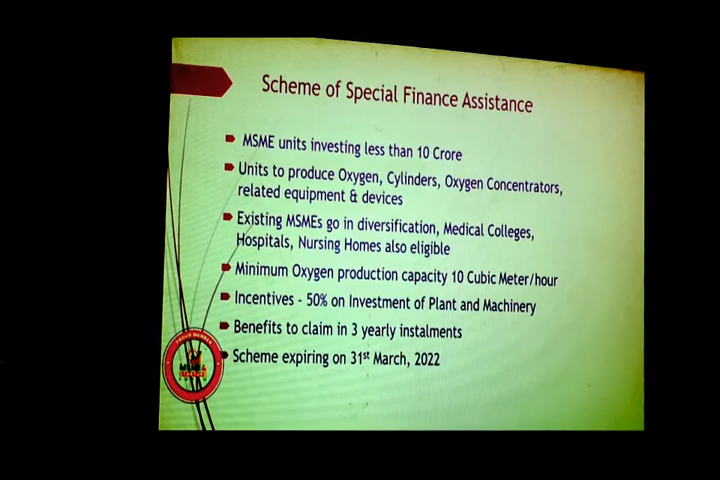 Scheme of Special Finance Assistance
MSME units investing less than 10 Crore
Units to produce Oxygen, Cylinders, Oxygen Concentrators,
related equipment & devices
Existing MSMEs go in diversification, Medical Colleges,
Hospitals, Nursing Homes also eligible
Minimum Oxygen production capacity 10 Cubic Meter/hour
Incentives - 50% on Investment of Plant and Machinery
Benefits to claim in 3 yearly instalments
Scheme expiring on 31st March, 2022
PROUD MEMBER